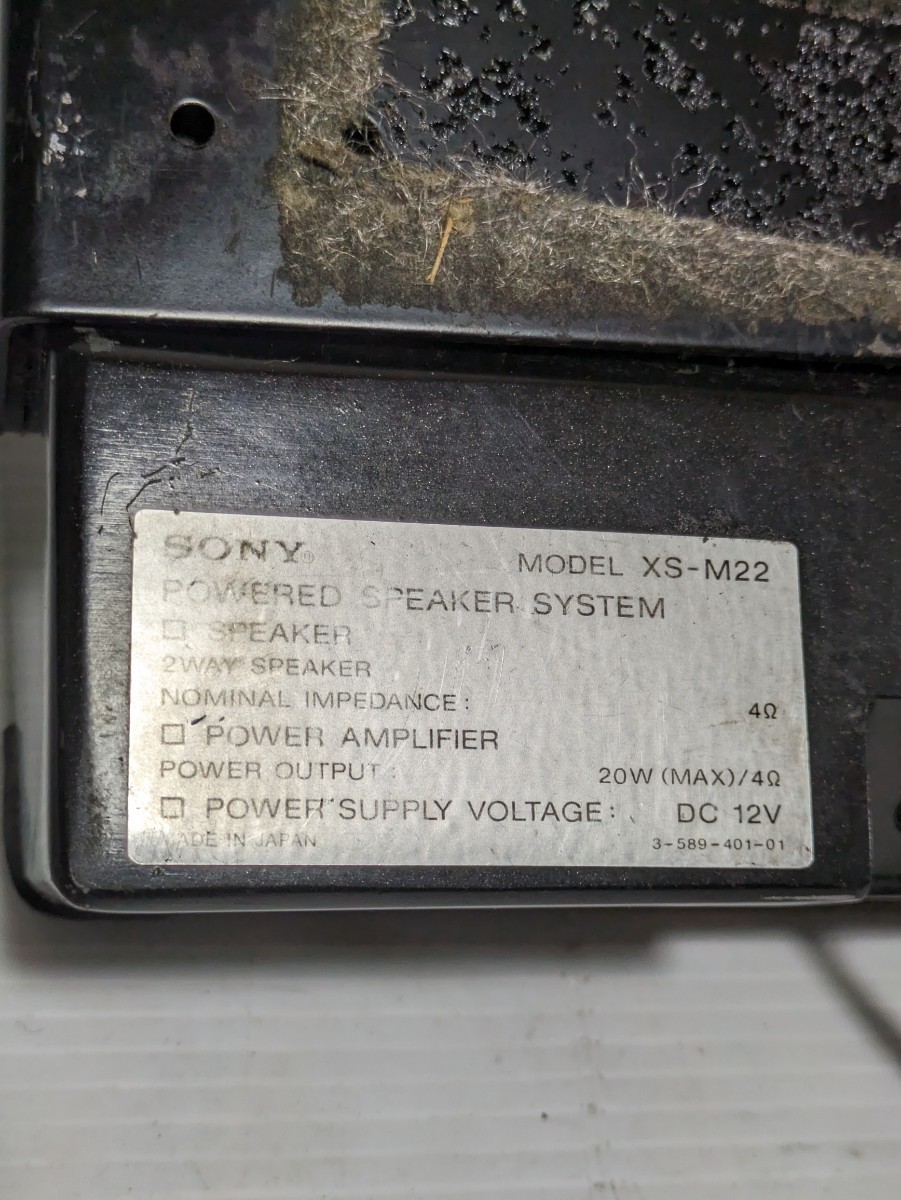 SONY®
MODEL XS-M22
POWERED SPEAKER SYSTEM
□ SPEAKER
2WAY SPEAKER
NOMINAL IMPEDANCE: 4Ω
□ POWER AMPLIFIER
POWER OUTPUT: 20W (MAX)/4Ω
□ POWER SUPPLY VOLTAGE: DC 12V
MADE IN JAPAN 3-589-401-01